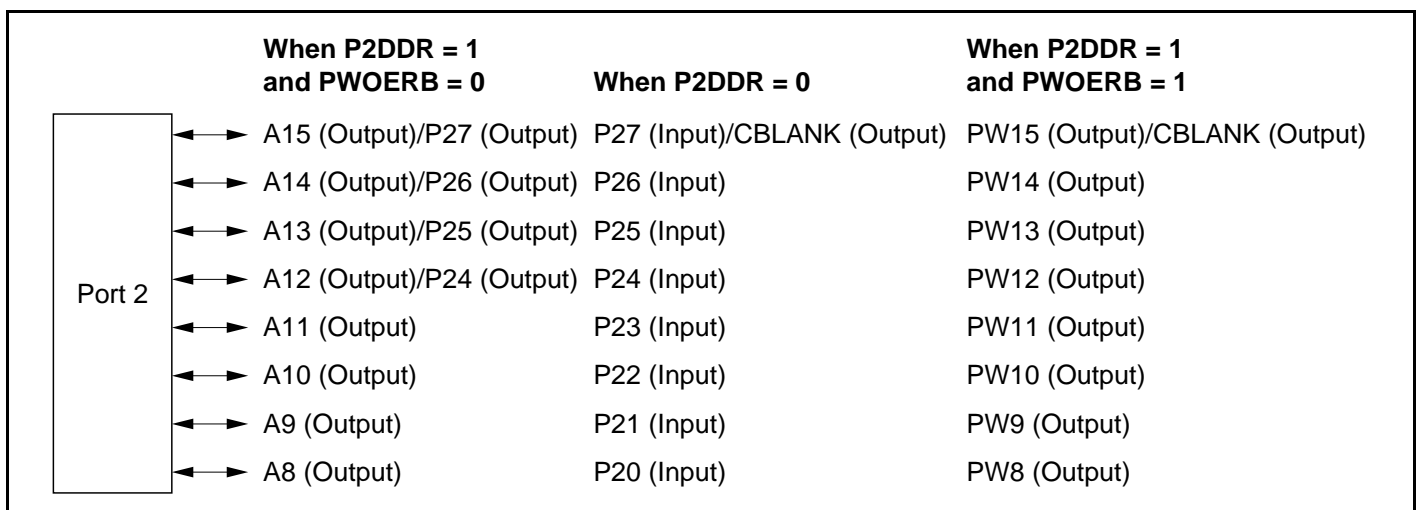 When P2DDR = 1 and PWOERB = 0
When P2DDR = 0
When P2DDR = 1 and PWOERB = 1
Port 2
A15 (Output)/P27 (Output) P27 (Input)/CBLANK (Output) PW15 (Output)/CBLANK (Output)
A14 (Output)/P26 (Output) P26 (Input) PW14 (Output)
A13 (Output)/P25 (Output) P25 (Input) PW13 (Output)
A12 (Output)/P24 (Output) P24 (Input) PW12 (Output)
A11 (Output) P23 (Input) PW11 (Output)
A10 (Output) P22 (Input) PW10 (Output)
A9 (Output) P21 (Input) PW9 (Output)
A8 (Output) P20 (Input) PW8 (Output)